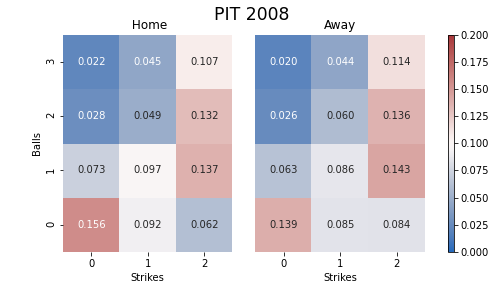 PIT 2008
Home Away
3 0.022 0.045 0.107 0.020 0.044 0.114
2 0.028 0.049 0.132 0.026 0.060 0.136
1 0.073 0.097 0.137 0.063 0.086 0.143
0 0.156 0.092 0.062 0.139 0.085 0.084
Balls
0 1 2 0 1 2
Strikes Strikes
0.200
0.175
0.150
0.125
0.100
0.075
0.050
0.025
0.000